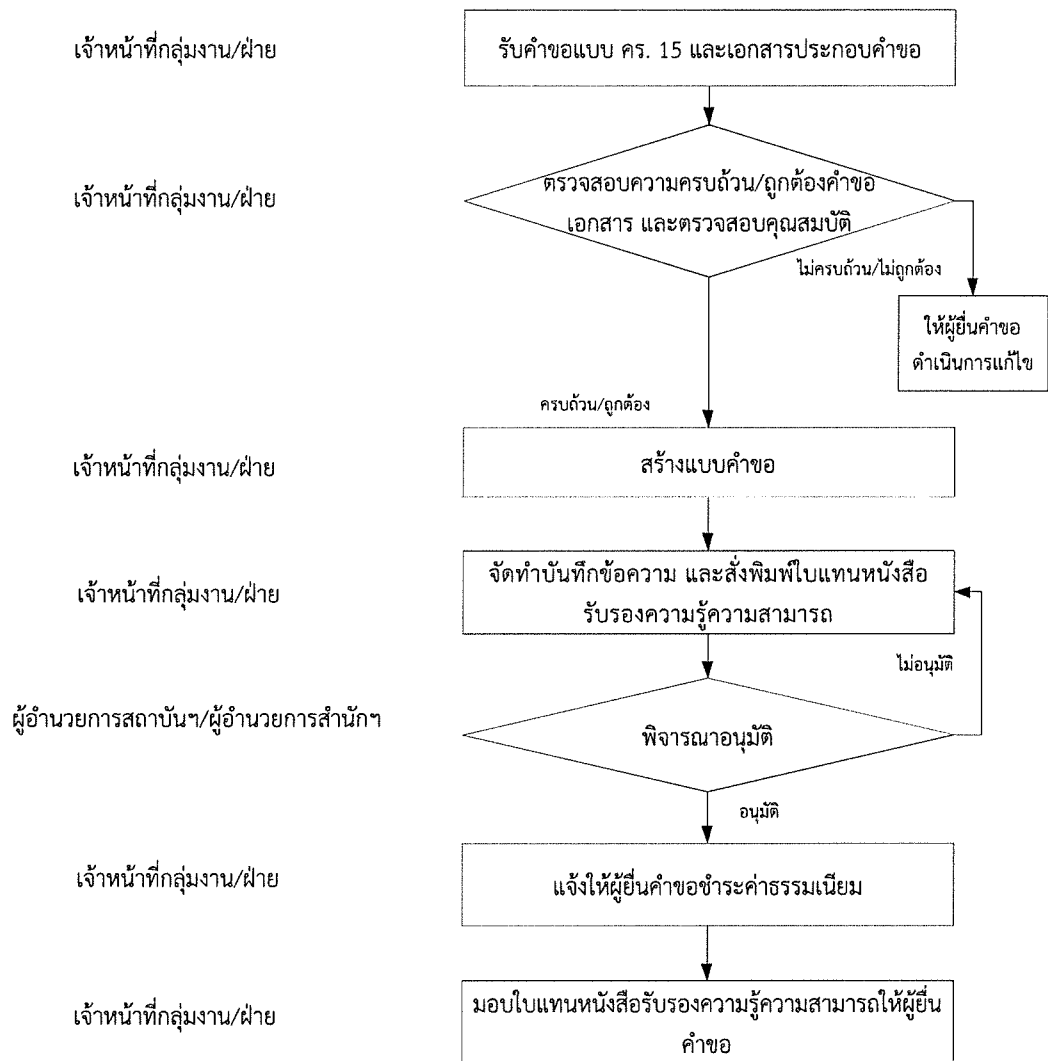 เจ้าหน้าที่กลุ่มงาน/ฝ่าย
รับคำขอแบบ คร. 15 และเอกสารประกอบคำขอ
เจ้าหน้าที่กลุ่มงาน/ฝ่าย
ตรวจสอบความครบถ้วน/ถูกต้องคำขอ
เอกสาร และตรวจสอบคุณสมบัติ
ไม่ครบถ้วน/ไม่ถูกต้อง
ให้ผู้ยื่นคำขอ
ดำเนินการแก้ไข
ครบถ้วน/ถูกต้อง
เจ้าหน้าที่กลุ่มงาน/ฝ่าย
สร้างแบบคำขอ
เจ้าหน้าที่กลุ่มงาน/ฝ่าย
จัดทำบันทึกข้อความ และสั่งพิมพ์ใบแทนหนังสือ
รับรองความรู้ความสามารถ
ไม่อนุมัติ
ผู้อำนวยการสถาบันฯ/ผู้อำนวยการสำนักฯ
พิจารณาอนุมัติ
อนุมัติ
เจ้าหน้าที่กลุ่มงาน/ฝ่าย
แจ้งให้ผู้ยื่นคำขอชำระค่าธรรมเนียม
เจ้าหน้าที่กลุ่มงาน/ฝ่าย
มอบใบแทนหนังสือรับรองความรู้ความสามารถให้ผู้ยื่น
คำขอ